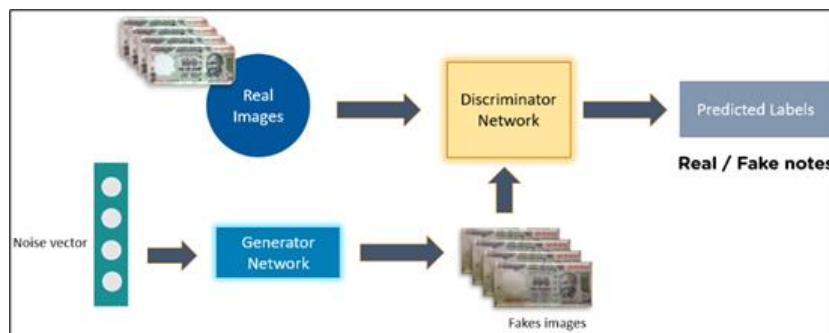 Real
Images
Discriminator
Network
Predicted Labels
Real / Fake notes
Noise vector
Generator
Network
Fakes images